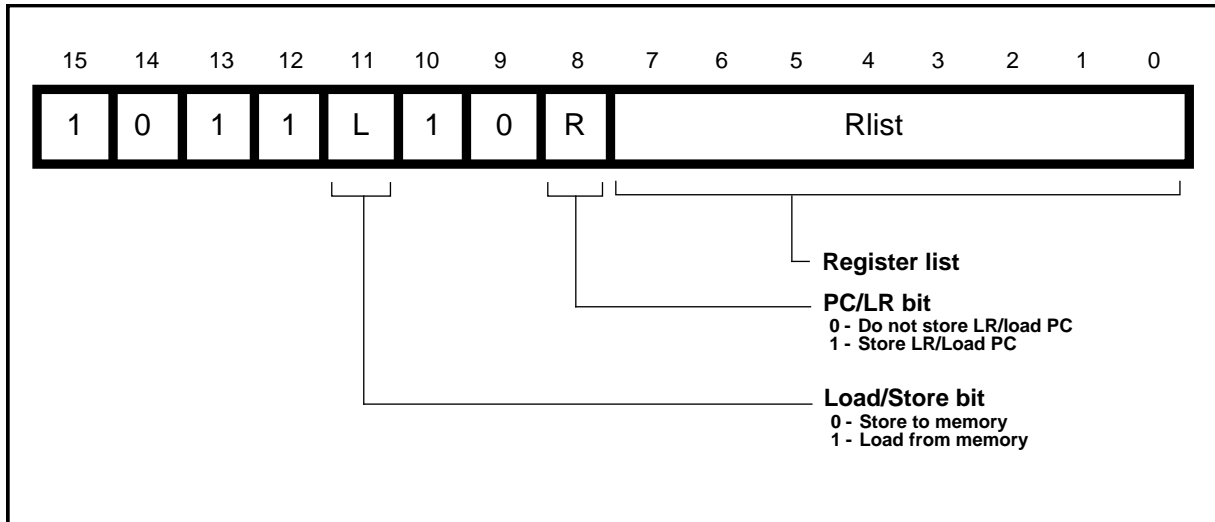 15 14 13 12 11 10 9 8 7 6 5 4 3 2 1 0
1 0 1 1 L 1 0 R Rlist
Register list
PC/LR bit
0 - Do not store LR/load PC
1 - Store LR/Load PC
Load/Store bit
0 - Store to memory
1 - Load from memory